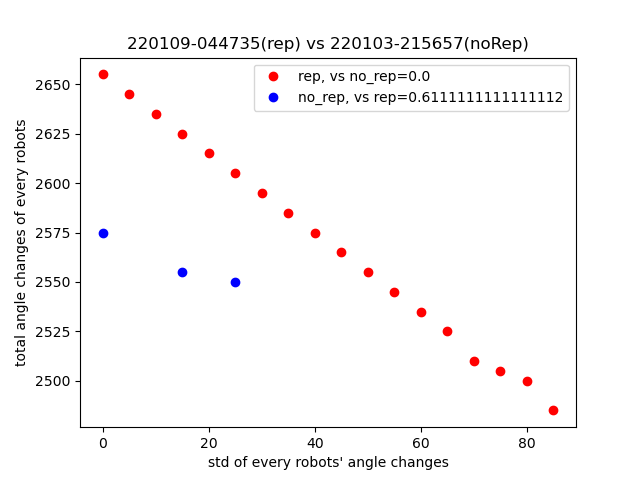 220109-044735(rep) vs 220103-215657(noRep)
rep, vs no_rep=0.0
no_rep, vs rep=0.6111111111111112
total angle changes of every robots
2650
2625
2600
2575
2550
2525
2500
0 20 40 60 80
std of every robots' angle changes